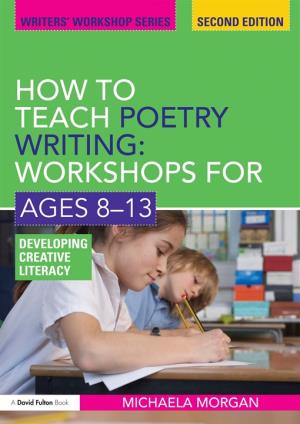 WRITERS' WORKSHOP SERIES
SECOND EDITION
HOW TO
TEACH POETRY
WRITING:
WORKSHOPS FOR
AGES 8–13
DEVELOPING
CREATIVE
LITERACY
A David Fulton Book
MICHAELA MORGAN